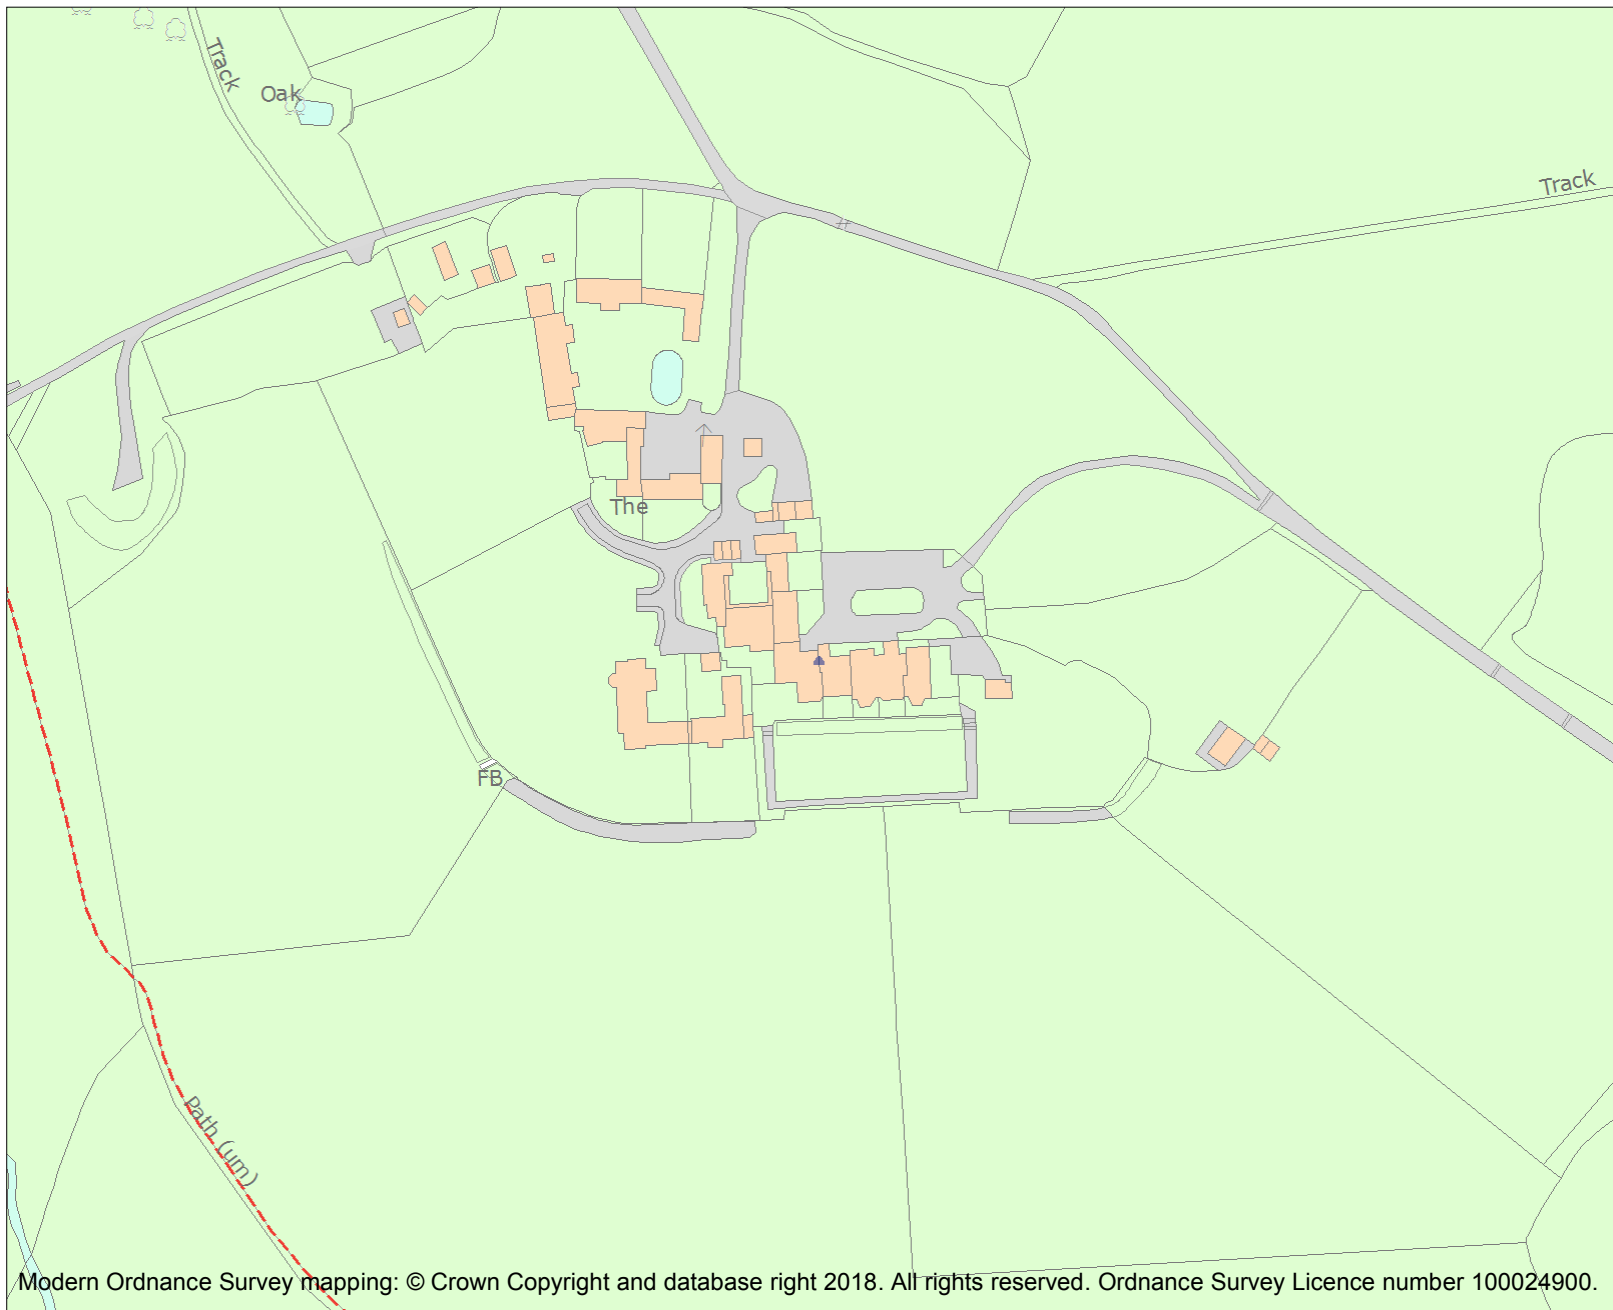 Track
Oak
Track
The
FB
Path (um)
Modern Ordnance Survey mapping: © Crown Copyright and database right 2018. All rights reserved. Ordnance Survey Licence number 100024900.